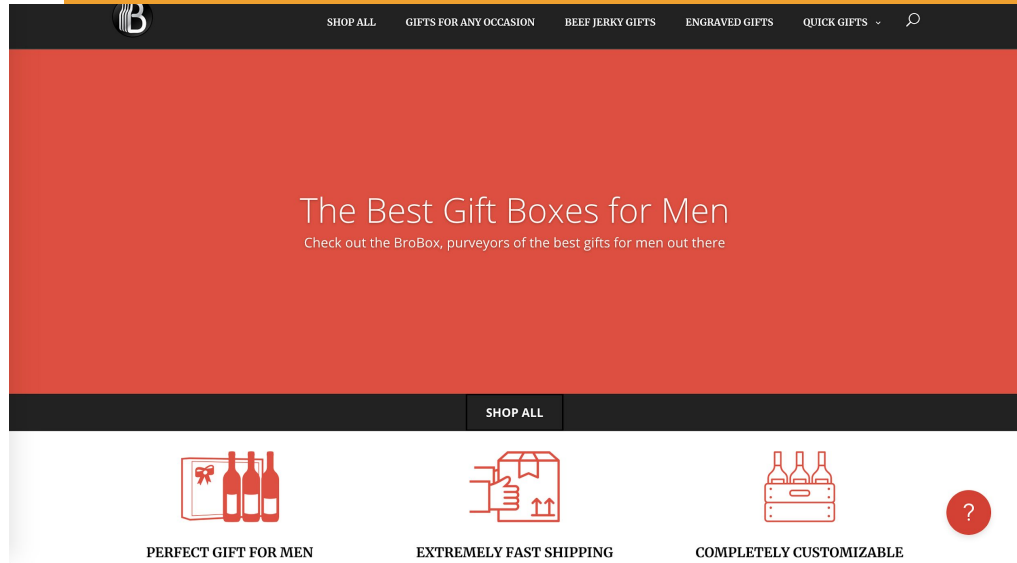 B
SHOP ALL
GIFTS FOR ANY OCCASION
BEEF JERKY GIFTS
ENGRAVED GIFTS
QUICK GIFTS
The Best Gift Boxes for Men
Check out the BroBox, purveyors of the best gifts for men out there
SHOP ALL
PERFECT GIFT FOR MEN
EXTREMELY FAST SHIPPING
COMPLETELY CUSTOMIZABLE
?